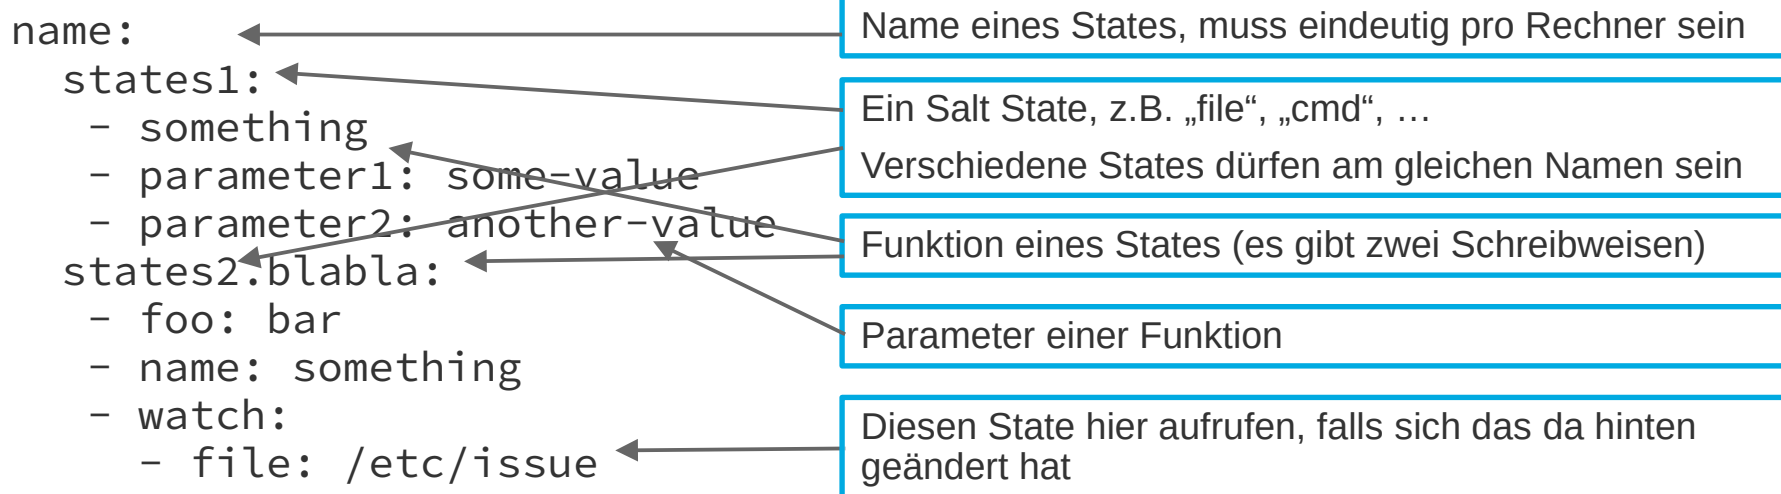 name:
  states1:
   - something
   - parameter1: some-value
   - parameter2: another-value
  states2.blabla:
   - foo: bar
   - name: something
   - watch:
     - file: /etc/issue
Name eines States, muss eindeutig pro Rechner sein
Ein Salt State, z.B. „file“, „cmd“, …
Verschiedene States dürfen am gleichen Namen sein
Funktion eines States (es gibt zwei Schreibweisen)
Parameter einer Funktion
Diesen State hier aufrufen, falls sich das da hinten
geändert hat